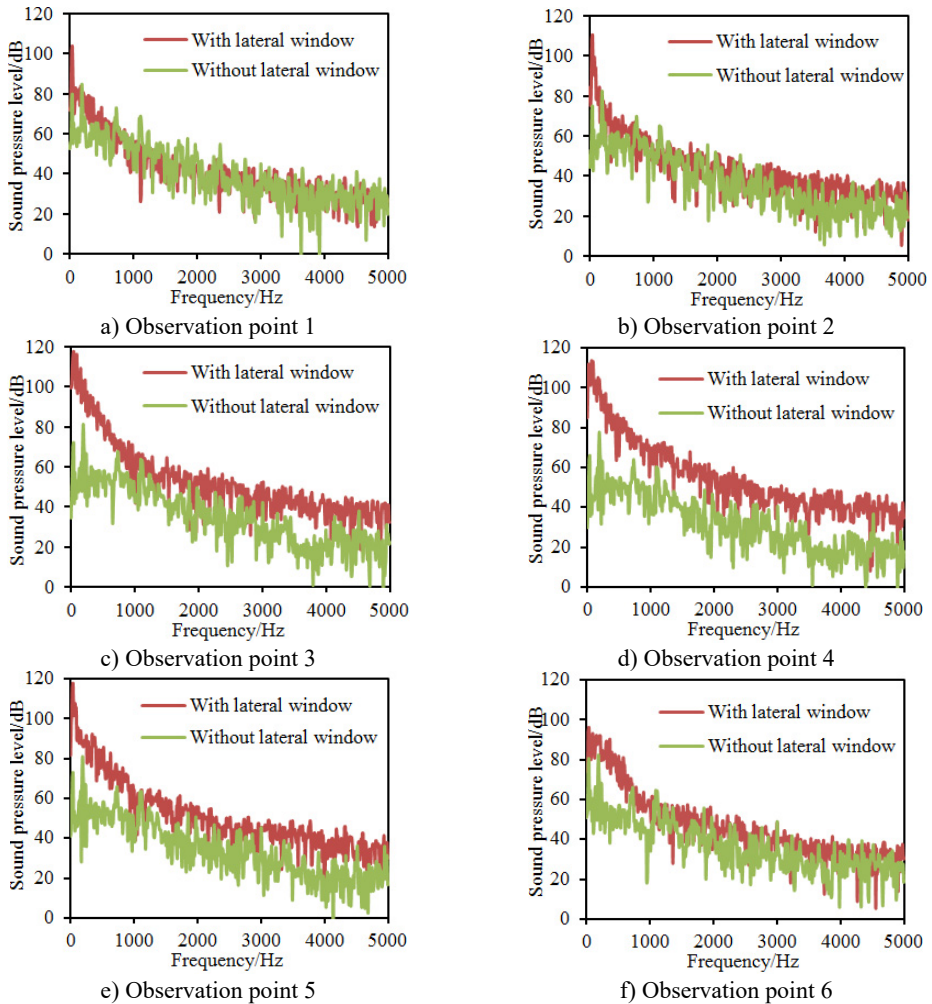 120
100
80
60
40
20
0
Sound pressure level/dB
With lateral window
Without lateral window
0 1000 2000 3000 4000 5000
Frequency/Hz
a) Observation point 1
120
100
80
60
40
20
0
Sound pressure level/dB
With lateral window
Without lateral window
0 1000 2000 3000 4000 5000
Frequency/Hz
b) Observation point 2
120
100
80
60
40
20
0
Sound pressure level/dB
With lateral window
Without lateral window
0 1000 2000 3000 4000 5000
Frequency/Hz
c) Observation point 3
120
100
80
60
40
20
0
Sound pressure level/dB
With lateral window
Without lateral window
0 1000 2000 3000 4000 5000
Frequency/Hz
d) Observation point 4
120
100
80
60
40
20
0
Sound pressure level/dB
With lateral window
Without lateral window
0 1000 2000 3000 4000 5000
Frequency/Hz
e) Observation point 5
120
100
80
60
40
20
0
Sound pressure level/dB
With lateral window
Without lateral window
0 1000 2000 3000 4000 5000
Frequency/Hz
f) Observation point 6